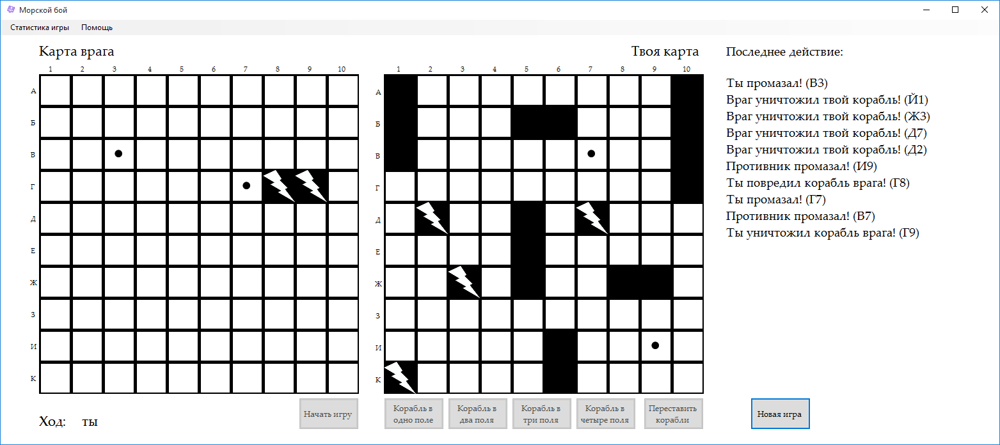 Морской бой
Статистика игры Помощь
Карта врага
Твоя карта
Последнее действие:
1 2 3 4 5 6 7 8 9 10
1 2 3 4 5 6 7 8 9 10
А
Б
В
Г
Д
Е
Ж
З
И
К
А
Б
В
Г
Д
Е
Ж
З
И
К
Ты промазал! (В3)
Враг уничтожил твой корабль! (Й1)
Враг уничтожил твой корабль! (Ж3)
Враг уничтожил твой корабль! (Д7)
Враг уничтожил твой корабль! (Д2)
Противник промазал! (И9)
Ты повредил корабль врага! (Г8)
Ты промазал! (Г7)
Противник промазал! (В7)
Ты уничтожил корабль врага! (Г9)
Ход: ты
Начать игру
Корабль в
одно поле
Корабль в
два поля
Корабль в
три поля
Корабль в
четыре поля
Переставить
корабли
Новая игра